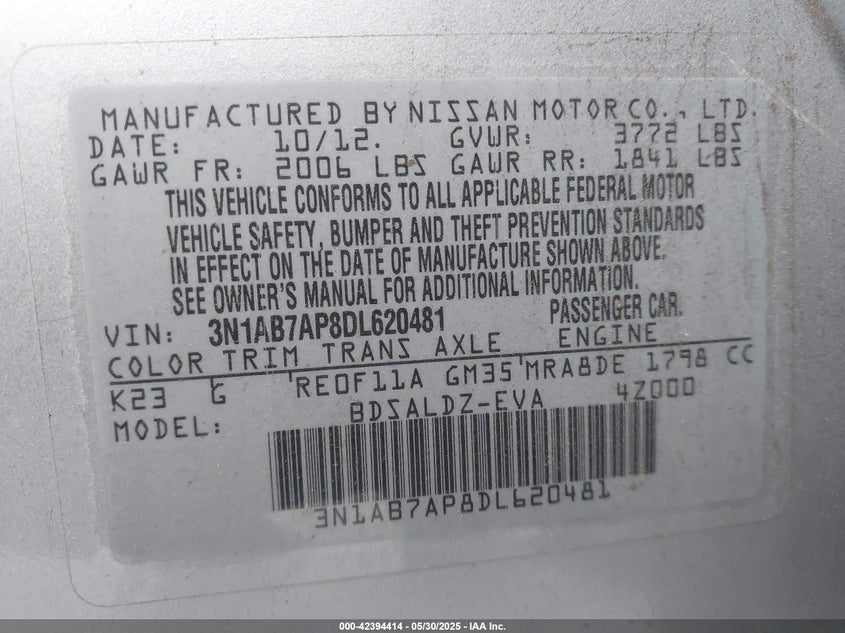 MANUFACTURED BY NISSAN MOTOR CO., LTD.
DATE: 10/12. GVWR: 3772 LBS
GAWR FR: 2006 LBS GAWR RR: 1841 LBS
THIS VEHICLE CONFORMS TO ALL APPLICABLE FEDERAL MOTOR
VEHICLE SAFETY, BUMPER AND THEFT PREVENTION STANDARDS
IN EFFECT ON THE DATE OF MANUFACTURE SHOWN ABOVE.
SEE OWNER'S MANUAL FOR ADDITIONAL INFORMATION.
VIN: 3N1AB7AP8DL620481 PASSENGER CAR.
COLOR TRIM TRANS AXLE ENGINE
K23 G RE0F11A GM35 MRA8DE 1798 CC
MODEL: BDSALDZ-EVA 4Z000
3N1AB7AP8DL620481
000-42394414 - 05/30/2025 - IAA Inc.